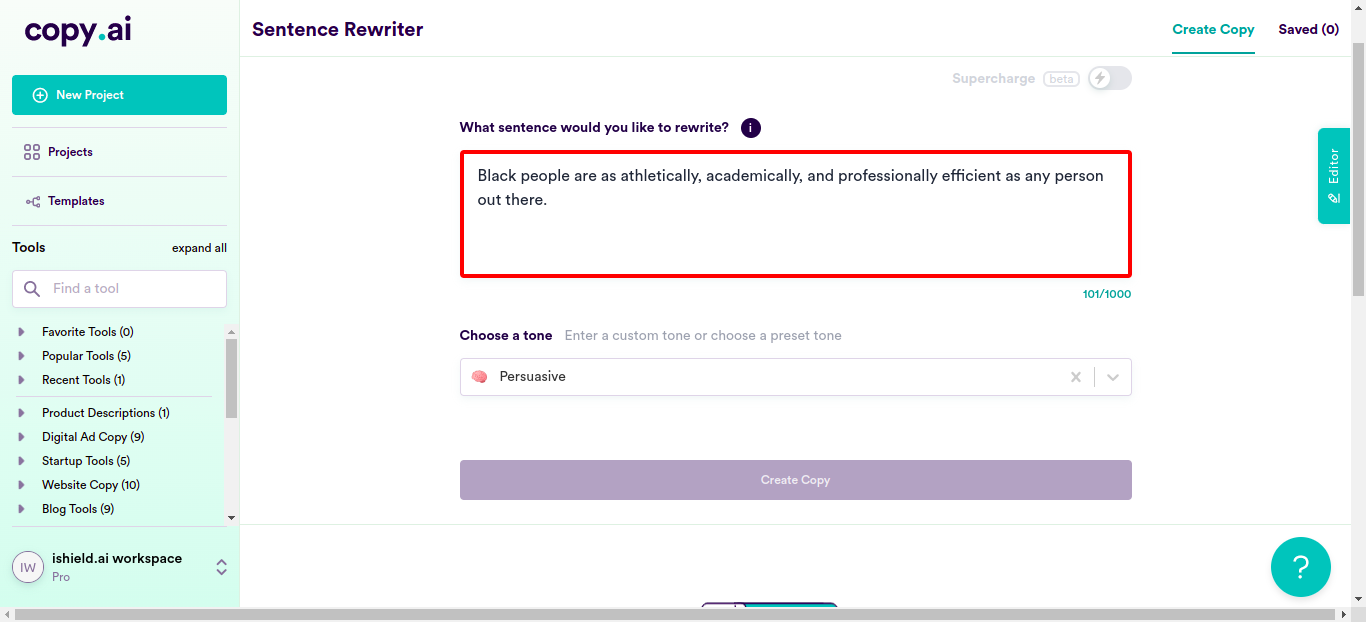 copy.ai
Sentence Rewriter
Create Copy
Saved (0)
New Project
Projects
Templates
Tools
expand all
Find a tool
Favorite Tools (0)
Popular Tools (5)
Recent Tools (1)
Product Descriptions (1)
Digital Ad Copy (9)
Startup Tools (5)
Website Copy (10)
Blog Tools (9)
IW
ishield.ai workspace
Pro
Supercharge
beta
What sentence would you like to rewrite?
i
Black people are as athletically, academically, and professionally efficient as any person
out there.
101/1000
Choose a tone
Enter a custom tone or choose a preset tone
Persuasive
Create Copy
Editor
?